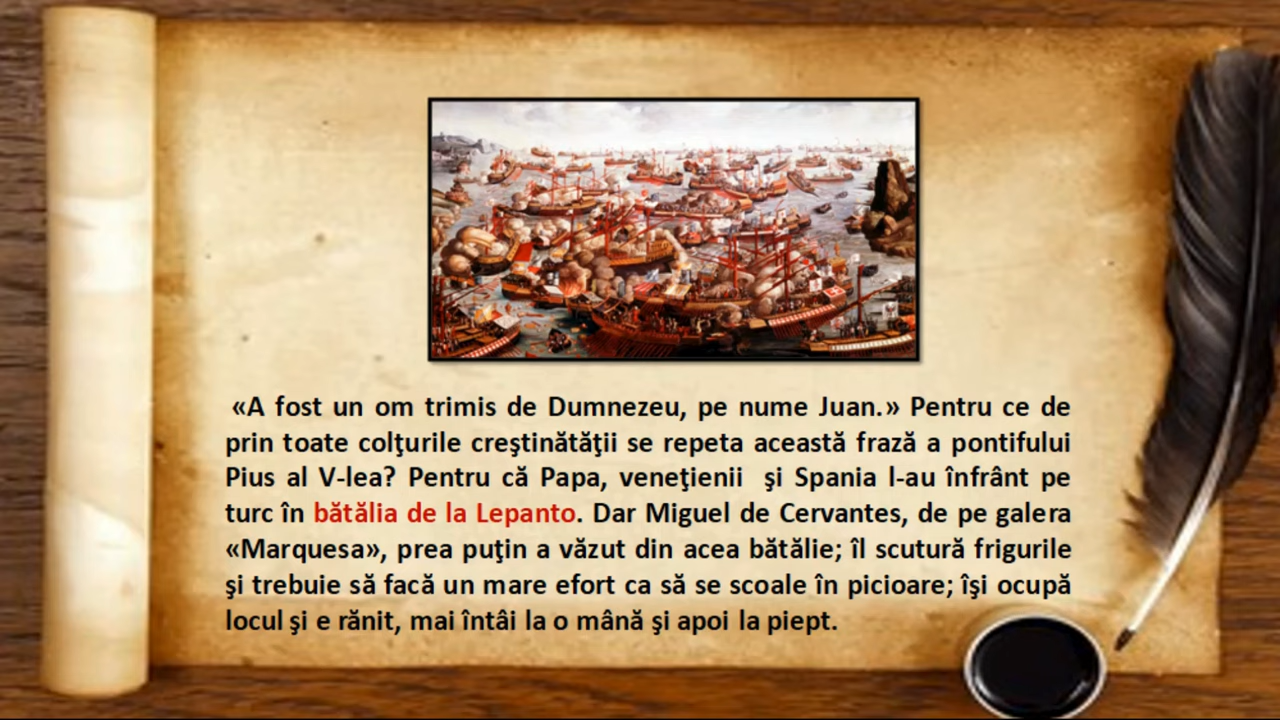 «A fost un om trimis de Dumnezeu, pe nume Juan.» Pentru ce de
prin toate colţurile creştinătăţii se repeta această frază a pontifului
Pius al V-lea? Pentru că Papa, veneţienii şi Spania l-au înfrânt pe
turc în bătălia de la Lepanto. Dar Miguel de Cervantes, de pe galera
«Marquesa», prea puţin a văzut din acea bătălie; îl scutură frigurile
şi trebuie să facă un mare efort ca să se scoale în picioare; îşi ocupă
locul şi e rănit, mai întâi la o mână şi apoi la piept.